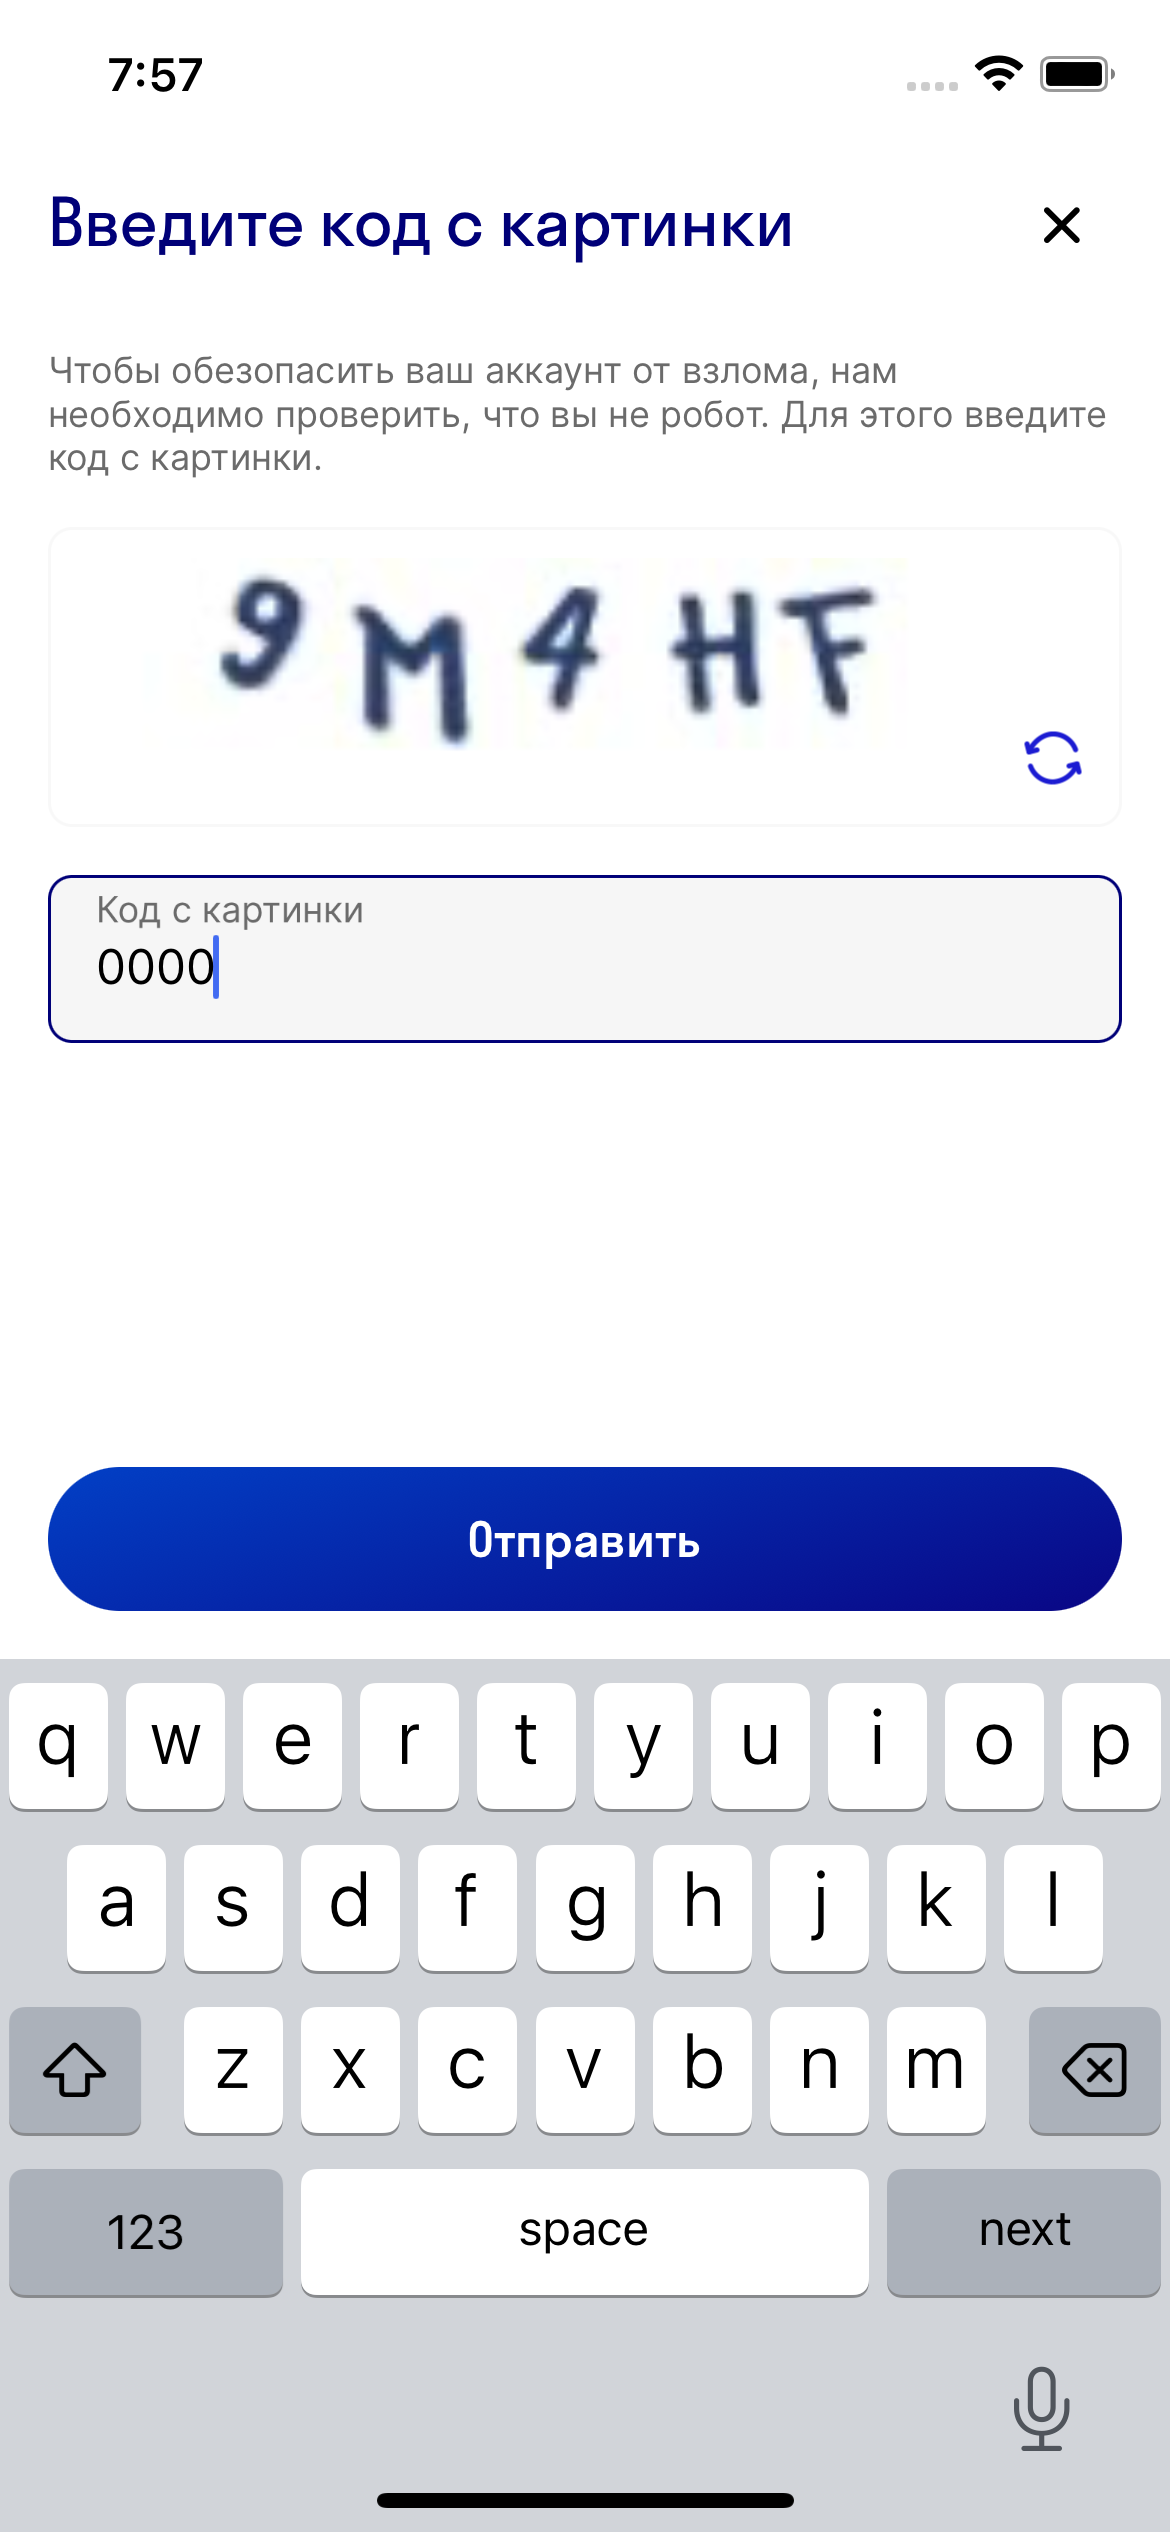 7:57
Введите код с картинки
Чтобы обезопасить ваш аккаунт от взлома, нам
необходимо проверить, что вы не робот. Для этого введите
код с картинки.
9M4HF
Код с картинки
0000
Отправить
q w e r t y u i o p
a s d f g h j k l
z x c v b n m
123 space next